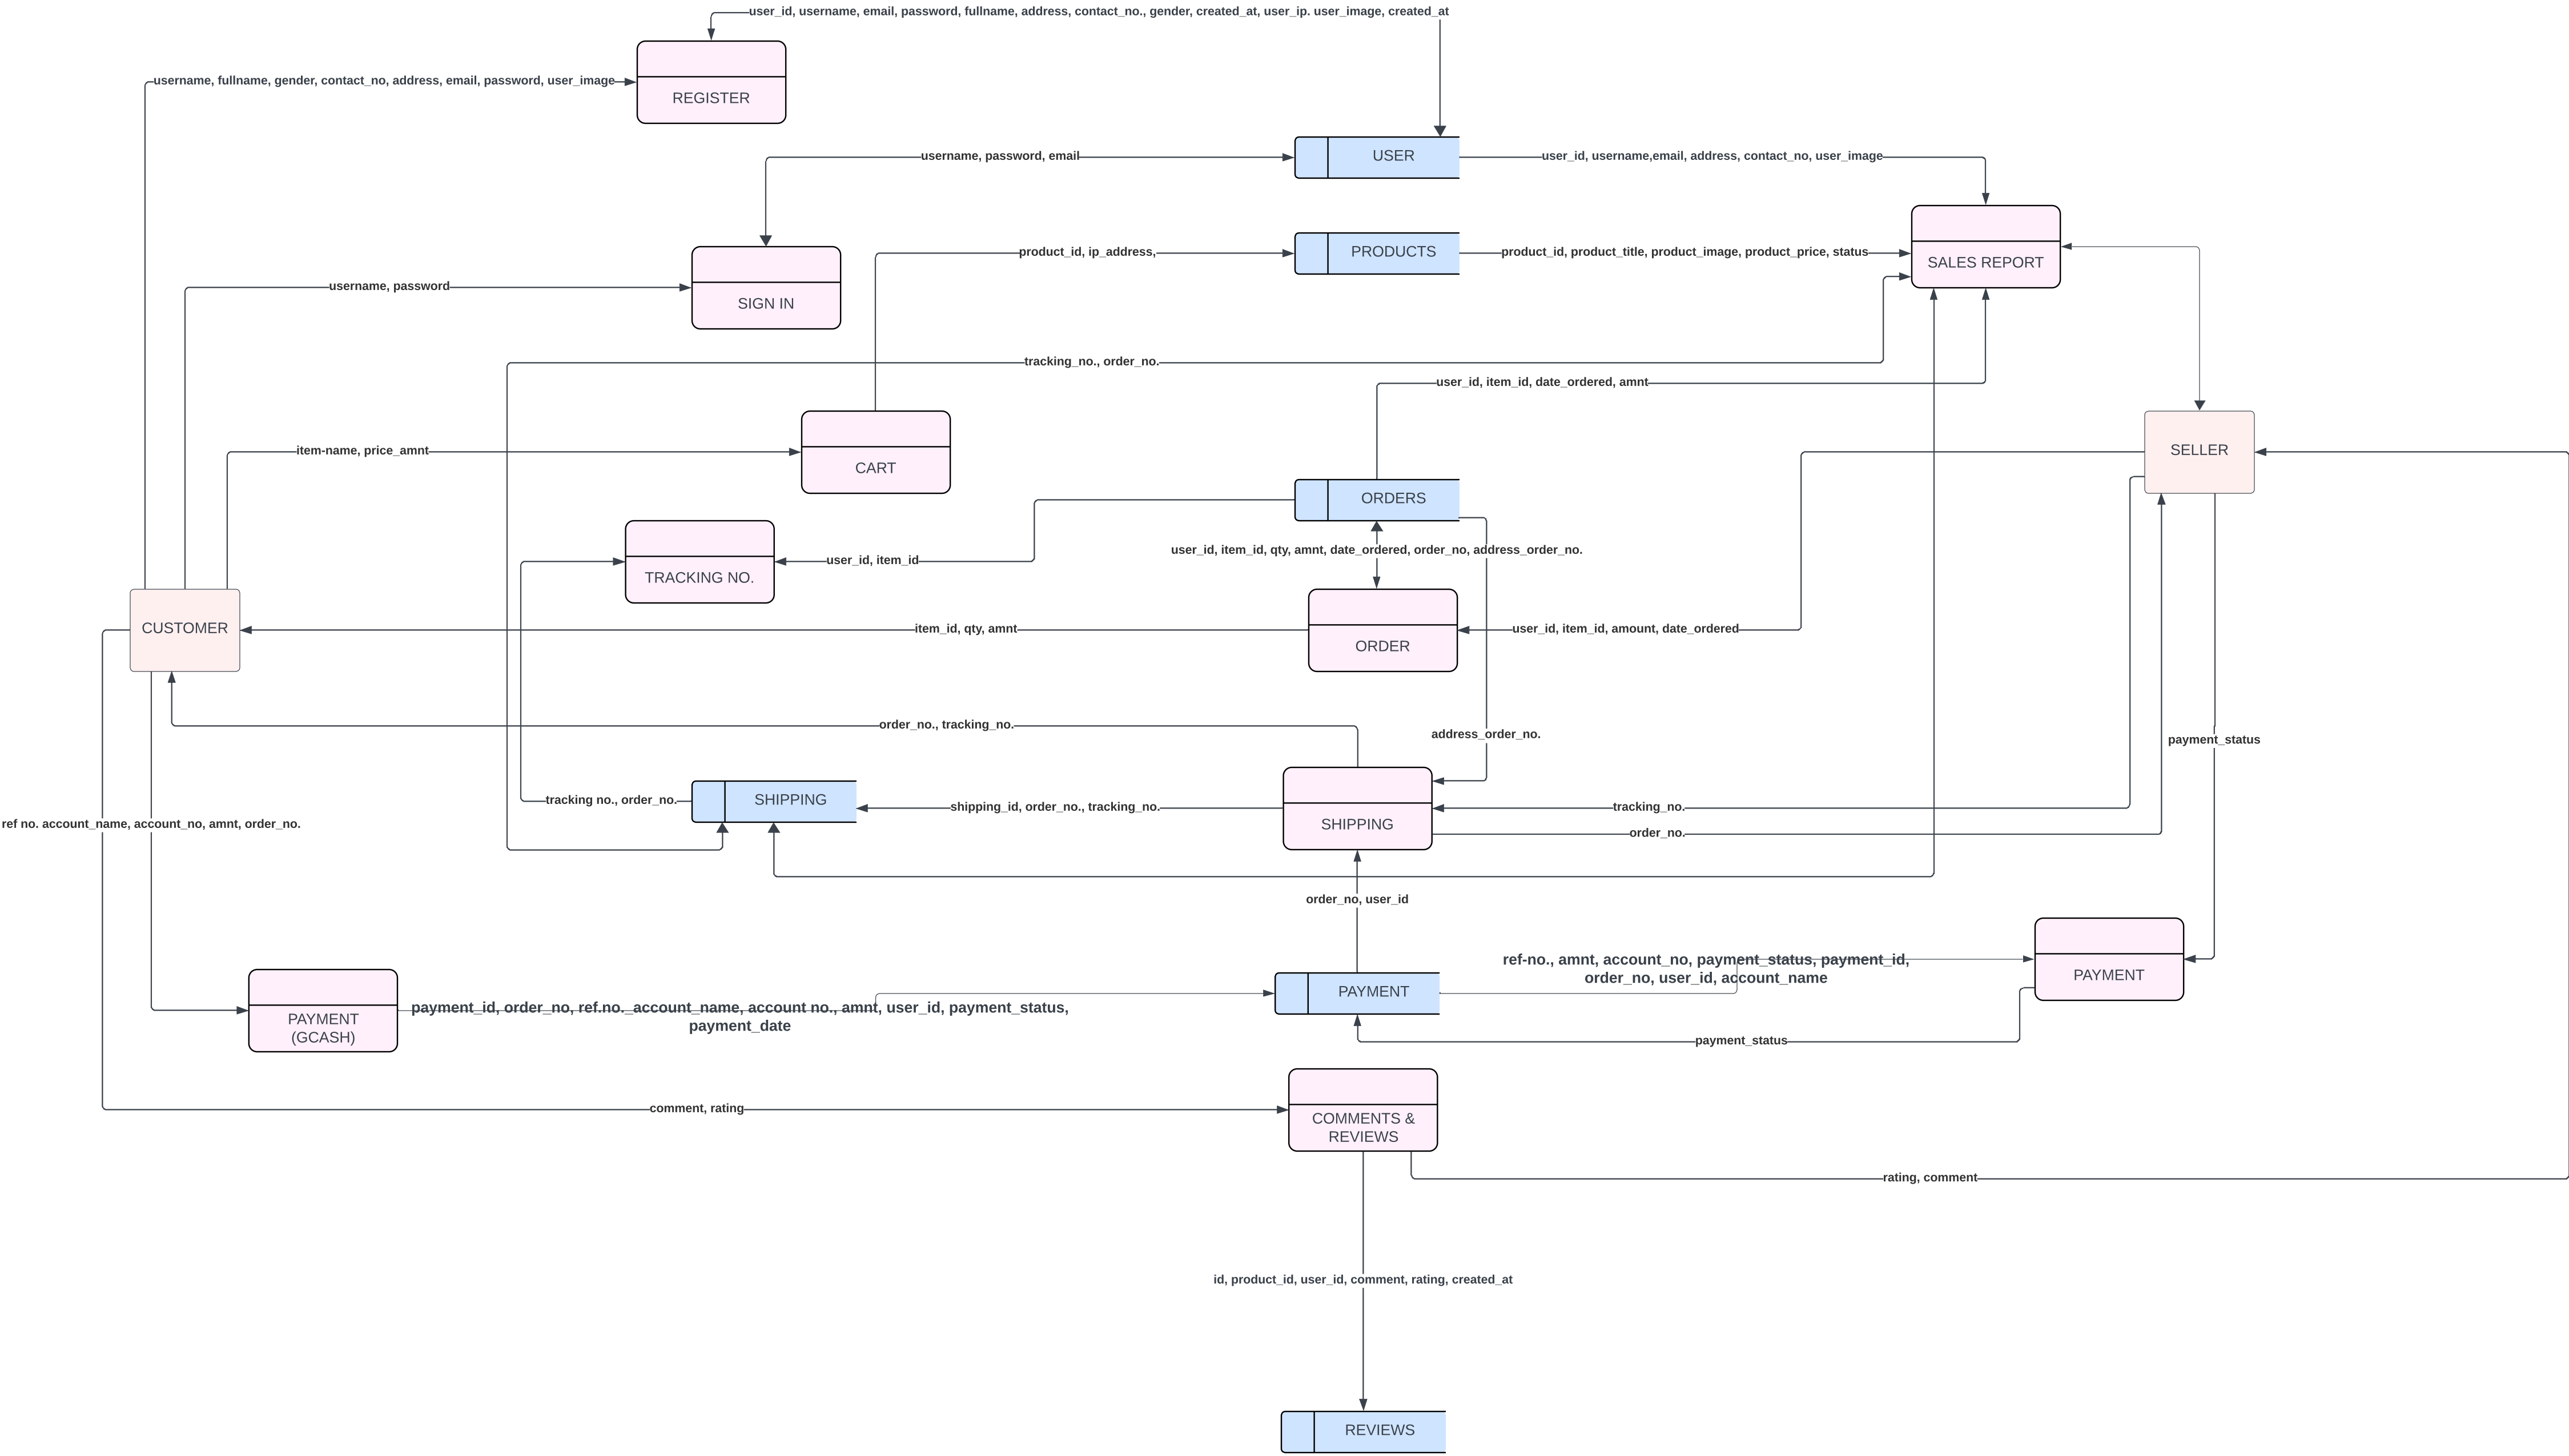 user_id, username, email, password, fullname, address, contact_no., gender, created_at, user_ip. user_image, created_at
username, fullname, gender, contact_no, address, email, password, user_image
REGISTER
username, password, email
USER
user_id, username,email, address, contact_no, user_image
product_id, ip_address,
PRODUCTS
product_id, product_title, product_image, product_price, status
SALES REPORT
username, password
SIGN IN
tracking_no., order_no.
user_id, item_id, date_ordered, amnt
item-name, price_amnt
CART
SELLER
ORDERS
user_id, item_id, qty, amnt, date_ordered, order_no, address_order_no.
user_id, item_id
TRACKING NO.
CUSTOMER
item_id, qty, amnt
ORDER
user_id, item_id, amount, date_ordered
order_no., tracking_no.
address_order_no.
payment_status
tracking no., order_no.
SHIPPING
shipping_id, order_no., tracking_no.
SHIPPING
tracking_no.
order_no.
ref no. account_name, account_no, amnt, order_no.
order_no, user_id
ref-no., amnt, account_no, payment_status, payment_id,
order_no, user_id, account_name
PAYMENT
PAYMENT
PAYMENT
(GCASH)
payment_id, order_no, ref.no._account_name, account no., amnt, user_id, payment_status,
payment_date
payment_status
comment, rating
COMMENTS &
REVIEWS
rating, comment
id, product_id, user_id, comment, rating, created_at
REVIEWS